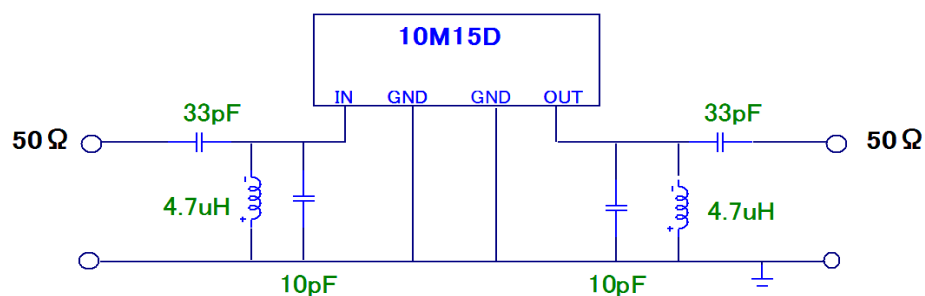 10M15D
IN GND GND OUT
33pF 33pF
50Ω 50Ω
4.7uH 4.7uH
10pF 10pF